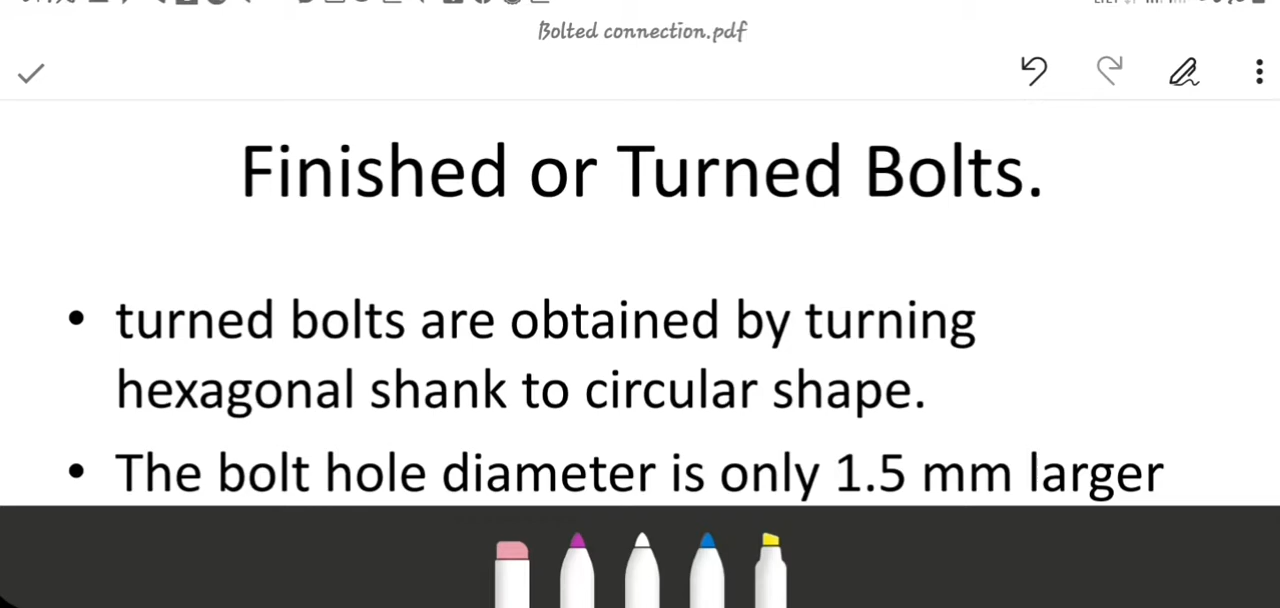 Bolted connection.pdf
Finished or Turned Bolts.
• turned bolts are obtained by turning
hexagonal shank to circular shape.
• The bolt hole diameter is only 1.5 mm larger